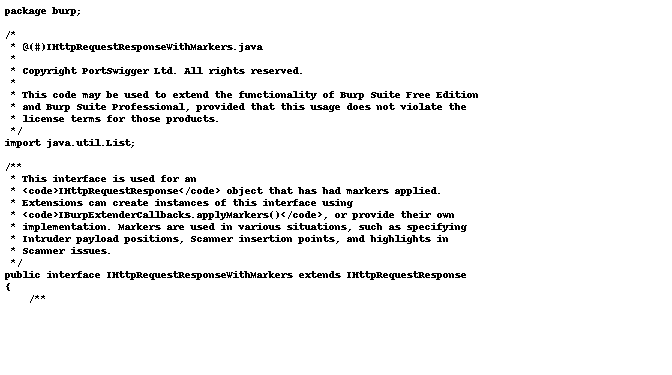 package burp;

/*
 * @(#)IHttpRequestResponseWithMarkers.java
 *
 * Copyright PortSwigger Ltd. All rights reserved.
 *
 * This code may be used to extend the functionality of Burp Suite Free Edition
 * and Burp Suite Professional, provided that this usage does not violate the
 * license terms for those products.
 */
import java.util.List;

/**
 * This interface is used for an
 * <code>IHttpRequestResponse</code> object that has had markers applied.
 * Extensions can create instances of this interface using
 * <code>IBurpExtenderCallbacks.applyMarkers()</code>, or provide their own
 * implementation. Markers are used in various situations, such as specifying
 * Intruder payload positions, Scanner insertion points, and highlights in
 * Scanner issues.
 */
public interface IHttpRequestResponseWithMarkers extends IHttpRequestResponse
{
    /**